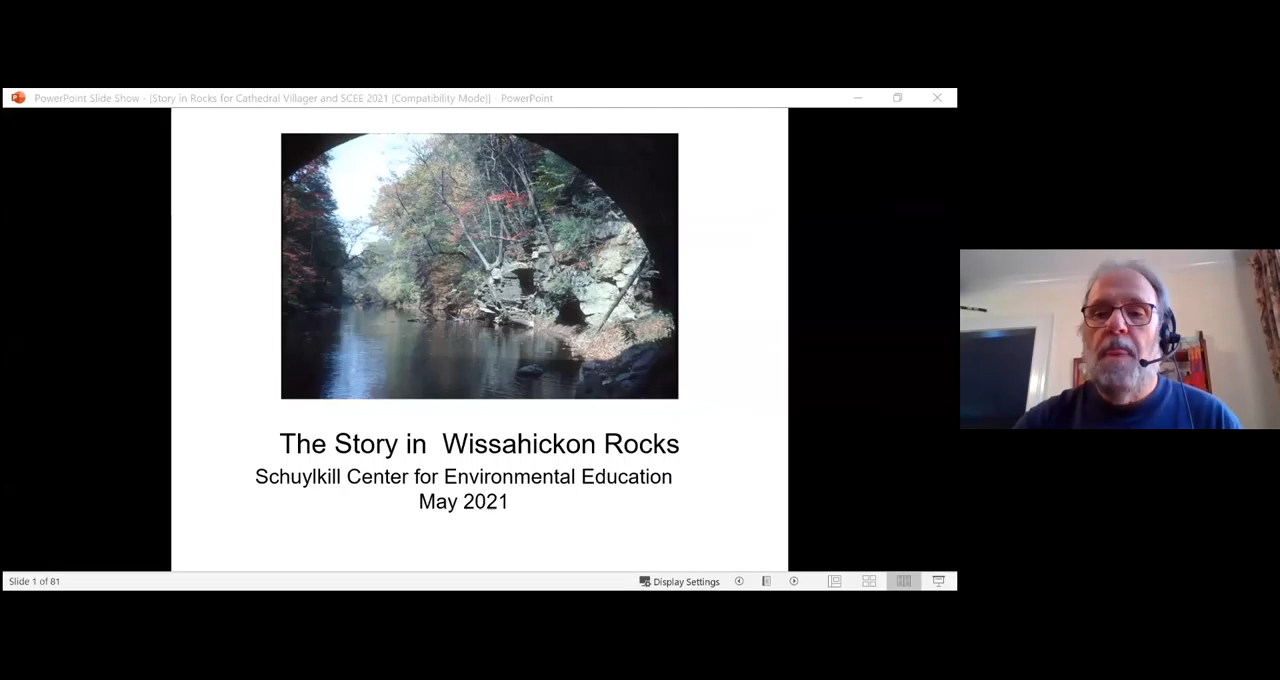 PowerPoint Slide Show - [Story in Rocks for Cathedral Villager and SCEE 2021 [Compatibility Mode]] - PowerPoint
The Story in  Wissahickon Rocks
Schuylkill Center for Environmental Education
May 2021
Slide 1 of 81
Display Settings